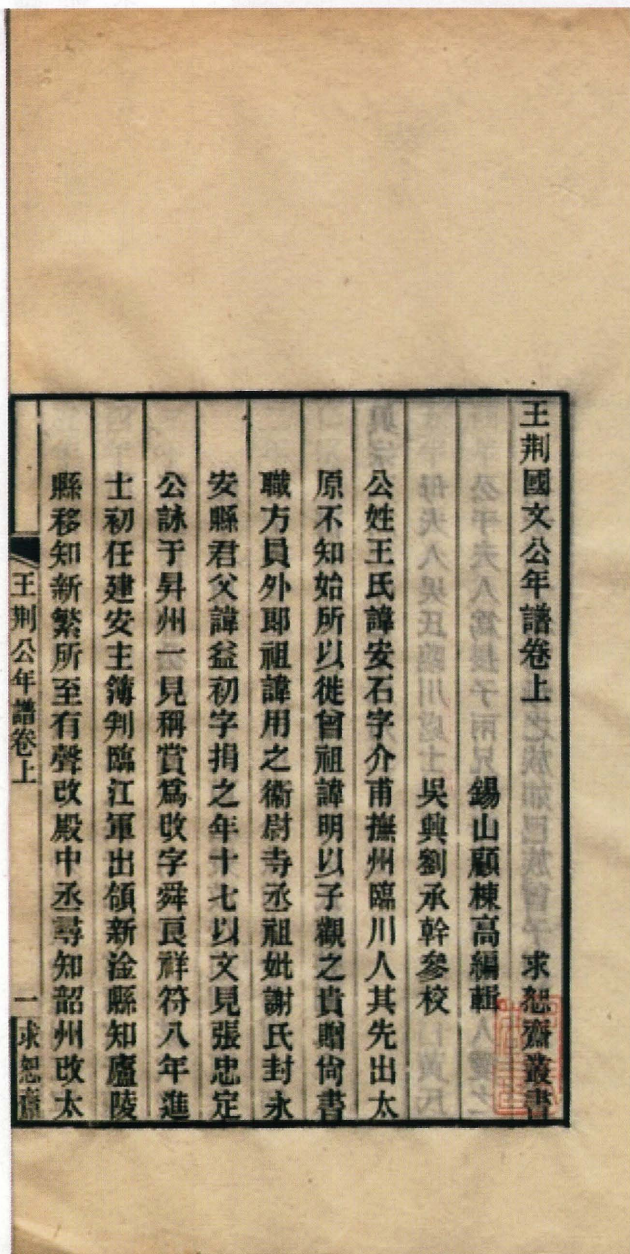 王荆國文公年譜卷上 求恕齋叢書
錫山顧棟高編輯
吳興劉承幹參校
公姓王氏諱安石字介甫撫州臨川人其先出太
原不知始所以徙曾祖諱明以子觀之貴贈尙書
職方員外郎祖諱用之衞尉寺丞祖妣謝氏封永
安縣君父諱益初字損之年十七以文見張忠定
公詠于昇州一見稱賞爲改字舜良祥符八年進
士初任建安主簿判臨江軍出領新淦縣知廬陵
縣移知新繁所至有聲改殿中丞尋知韶州改太
王荆公年譜卷上 一 求恕齋